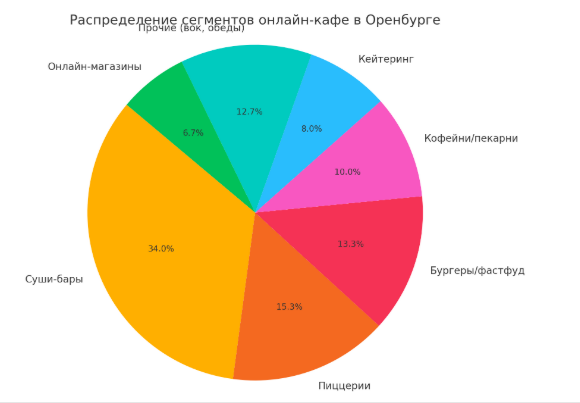 Распределение сегментов онлайн-кафе в Оренбурге
Прочие (вок, обеды)
Кейтеринг
Онлайн-магазины
12.7%
8.0%
6.7%
Кофейни/пекарни
10.0%
34.0%
13.3%
Суши-бары
Бургеры/фастфуд
15.3%
Пиццерии